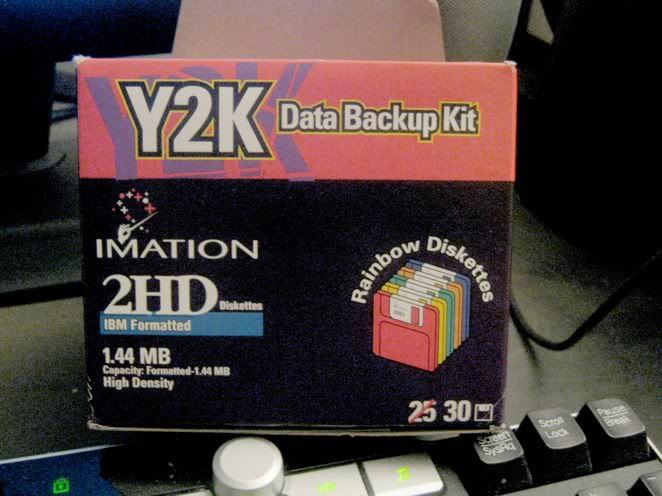 Y2K
Data Backup Kit
IMATION
Rainbow Diskettes
2HD Diskettes
IBM Formatted
1.44 MB
Capacity: Formatted-1.44 MB
High Density
25 30
Screen
SysRq
Scroll
Lock
Pause
Break